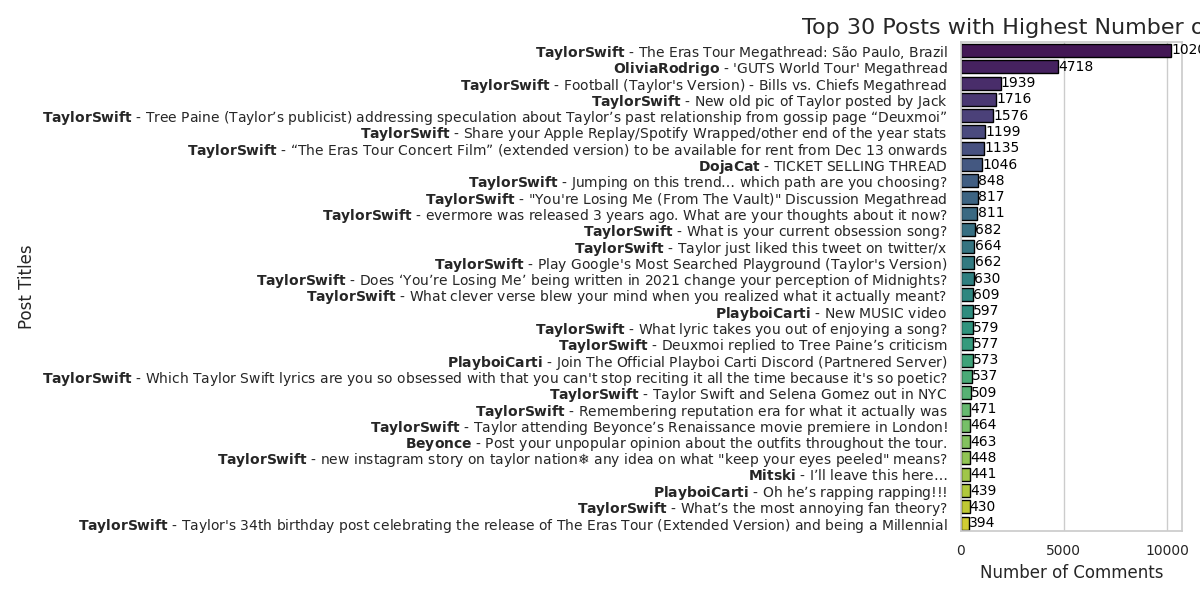 Top 30 Posts with Highest Number
TaylorSwift - The Eras Tour Megathread: São Paulo, Brazil 1020
OliviaRodrigo - 'GUTS World Tour' Megathread 4718
TaylorSwift - Football (Taylor's Version) - Bills vs. Chiefs Megathread 1939
TaylorSwift - New old pic of Taylor posted by Jack 1716
TaylorSwift - Tree Paine (Taylor’s publicist) addressing speculation about Taylor’s past relationship from gossip page “Deuxmoi” 1576
TaylorSwift - Share your Apple Replay/Spotify Wrapped/other end of the year stats 1199
TaylorSwift - “The Eras Tour Concert Film” (extended version) to be available for rent from Dec 13 onwards 1135
DojaCat - TICKET SELLING THREAD 1046
TaylorSwift - Jumping on this trend... which path are you choosing? 848
TaylorSwift - "You're Losing Me (From The Vault)" Discussion Megathread 817
TaylorSwift - evermore was released 3 years ago. What are your thoughts about it now? 811
TaylorSwift - What is your current obsession song? 682
TaylorSwift - Taylor just liked this tweet on twitter/x 664
TaylorSwift - Play Google's Most Searched Playground (Taylor's Version) 662
TaylorSwift - Does ‘You’re Losing Me’ being written in 2021 change your perception of Midnights? 630
TaylorSwift - What clever verse blew your mind when you realized what it actually meant? 609
PlayboiCarti - New MUSIC video 597
TaylorSwift - What lyric takes you out of enjoying a song? 579
TaylorSwift - Deuxmoi replied to Tree Paine’s criticism 577
PlayboiCarti - Join The Official Playboi Carti Discord (Partnered Server) 573
TaylorSwift - Which Taylor Swift lyrics are you so obsessed with that you can't stop reciting it all the time because it's so poetic? 537
TaylorSwift - Taylor Swift and Selena Gomez out in NYC 509
TaylorSwift - Remembering reputation era for what it actually was 471
TaylorSwift - Taylor attending Beyonce’s Renaissance movie premiere in London! 464
Beyonce - Post your unpopular opinion about the outfits throughout the tour. 463
TaylorSwift - new instagram story on taylor nation❄ any idea on what "keep your eyes peeled" means? 448
Mitski - I’ll leave this here… 441
PlayboiCarti - Oh he’s rapping rapping!!! 439
TaylorSwift - What’s the most annoying fan theory? 430
TaylorSwift - Taylor's 34th birthday post celebrating the release of The Eras Tour (Extended Version) and being a Millennial 394
Post Titles
0 5000 10000
Number of Comments